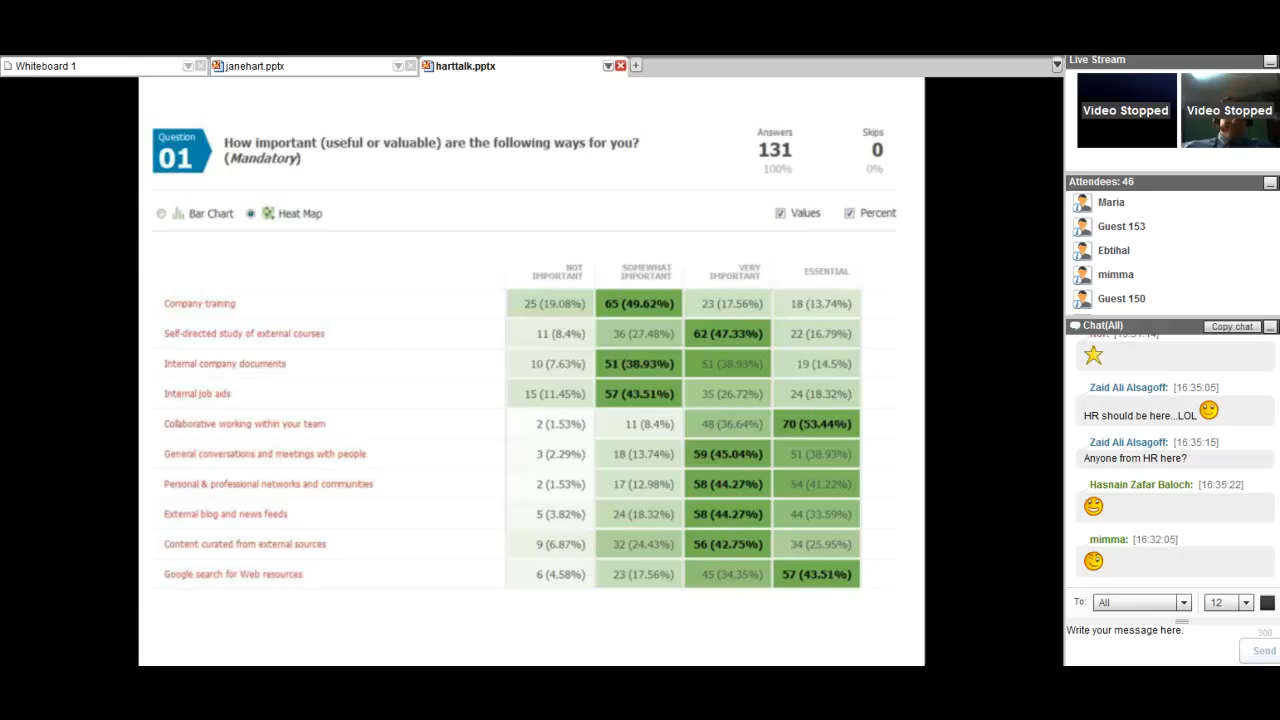 Whiteboard 1
janehart.pptx
harttalk.pptx
Live Stream
Question
01
How important (useful or valuable) are the following ways for you?
(Mandatory)
Answers
131
100%
Skips
0
0%
Bar Chart
Heat Map
Values
Percent
NOT IMPORTANT
SOMEWHAT IMPORTANT
VERY IMPORTANT
ESSENTIAL
Company training 25 (19.08%) 65 (49.62%) 23 (17.56%) 18 (13.74%)
Self-directed study of external courses 11 (8.4%) 36 (27.48%) 62 (47.33%) 22 (16.79%)
Internal company documents 10 (7.63%) 51 (38.93%) 51 (38.93%) 19 (14.5%)
Internal job aids 15 (11.45%) 57 (43.51%) 35 (26.72%) 24 (18.32%)
Collaborative working within your team 2 (1.53%) 11 (8.4%) 48 (36.64%) 70 (53.44%)
General conversations and meetings with people 3 (2.29%) 18 (13.74%) 59 (45.04%) 51 (38.93%)
Personal & professional networks and communities 2 (1.53%) 17 (12.98%) 58 (44.27%) 54 (41.22%)
External blog and news feeds 5 (3.82%) 24 (18.32%) 58 (44.27%) 44 (33.59%)
Content curated from external sources 9 (6.87%) 32 (24.43%) 56 (42.75%) 34 (25.95%)
Google search for Web resources 6 (4.58%) 23 (17.56%) 45 (34.35%) 57 (43.51%)
Video Stopped
Video Stopped
Attendees: 46
Maria
Guest 153
Ebtihal
mimma
Guest 150
Chat(All)
Copy chat
Zaid Ali Alsagoff: [16:35:05]
HR should be here...LOL
Zaid Ali Alsagoff: [16:35:15]
Anyone from HR here?
Hasnain Zafar Baloch: [16:35:22]
mimma: [16:32:05]
To: All 12
Write your message here.
300
Send